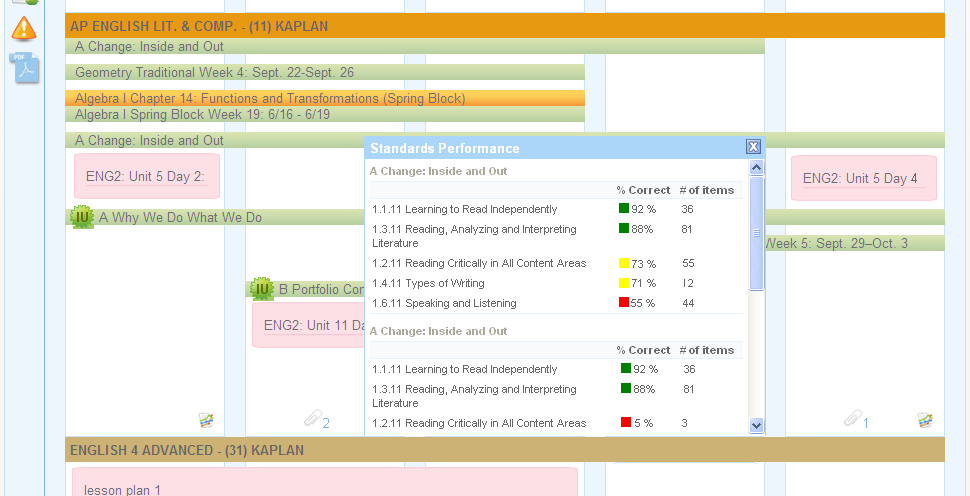 PDF
AP ENGLISH LIT. & COMP. - (11) KAPLAN
A Change: Inside and Out
Geometry Traditional Week 4: Sept. 22-Sept. 26
Algebra I Chapter 14: Functions and Transformations (Spring Block)
Algebra I Spring Block Week 19: 6/16 - 6/19
A Change: Inside and Out
ENG2: Unit 5 Day 2:
ENG2: Unit 5 Day 4
IU A Why We Do What We Do
Week 5: Sept. 29–Oct. 3
IU B Portfolio Con
ENG2: Unit 11 Da
2
1
Standards Performance
X
A Change: Inside and Out
% Correct # of items
1.1.11 Learning to Read Independently 92 % 36
1.3.11 Reading, Analyzing and Interpreting 88% 81
Literature
1.2.11 Reading Critically in All Content Areas 73 % 55
1.4.11 Types of Writing 71 % 12
1.6.11 Speaking and Listening 55 % 44
A Change: Inside and Out
% Correct # of items
1.1.11 Learning to Read Independently 92 % 36
1.3.11 Reading, Analyzing and Interpreting 88% 81
Literature
1.2.11 Reading Critically in All Content Areas 5 % 3
ENGLISH 4 ADVANCED - (31) KAPLAN
lesson plan 1